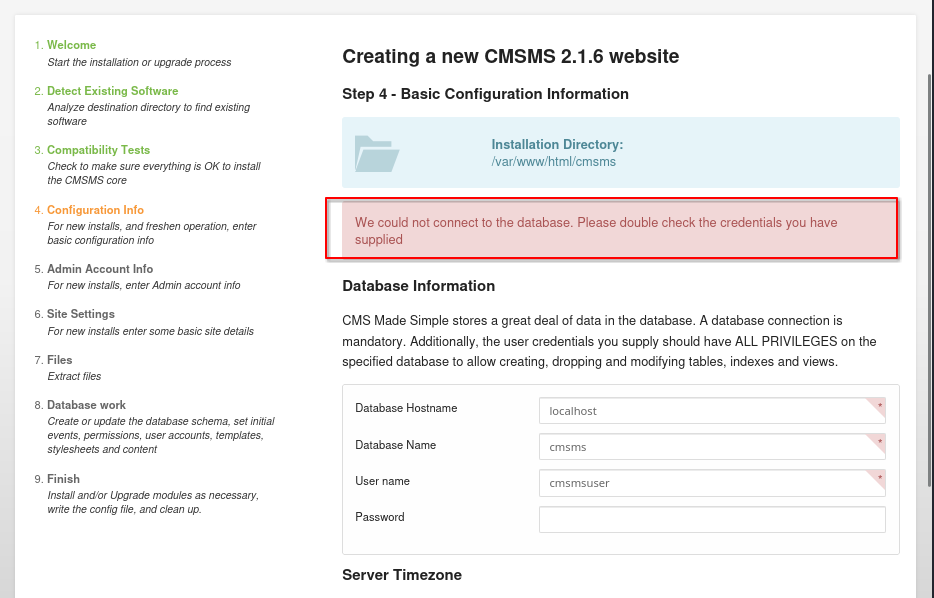 1. Welcome
Start the installation or upgrade process
2. Detect Existing Software
Analyze destination directory to find existing
software
3. Compatibility Tests
Check to make sure everything is OK to install
the CMSMS core
4. Configuration Info
For new installs, and freshen operation, enter
basic configuration info
5. Admin Account Info
For new installs, enter Admin account info
6. Site Settings
For new installs enter some basic site details
7. Files
Extract files
8. Database work
Create or update the database schema, set initial
events, permissions, user accounts, templates,
stylesheets and content
9. Finish
Install and/or Upgrade modules as necessary,
write the config file, and clean up.
Creating a new CMSMS 2.1.6 website
Step 4 - Basic Configuration Information
Installation Directory:
/var/www/html/cmsms
We could not connect to the database. Please double check the credentials you have
supplied
Database Information
CMS Made Simple stores a great deal of data in the database. A database connection is
mandatory. Additionally, the user credentials you supply should have ALL PRIVILEGES on the
specified database to allow creating, dropping and modifying tables, indexes and views.
Database Hostname
localhost *
Database Name
cmsms *
User name
cmsmsuser *
Password
Server Timezone